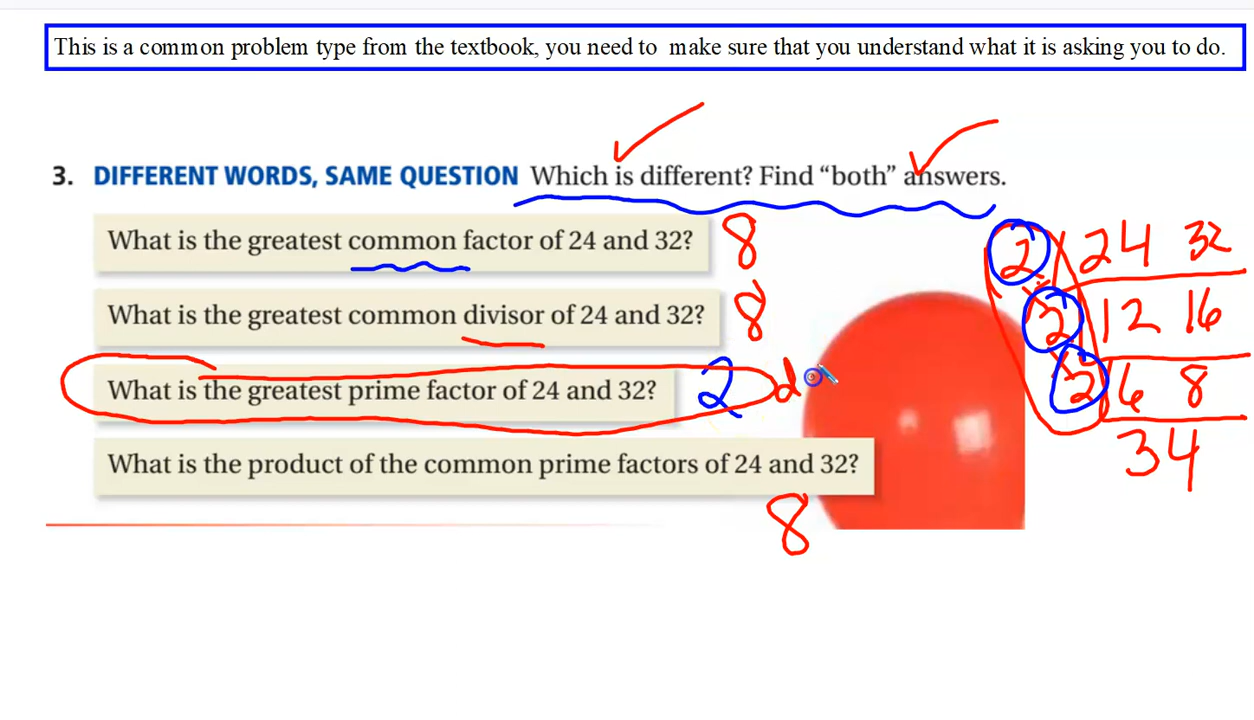 This is a common problem type from the textbook, you need to make sure that you understand what it is asking you to do.
3. DIFFERENT WORDS, SAME QUESTION Which is different? Find “both” answers.
What is the greatest common factor of 24 and 32? 8
What is the greatest common divisor of 24 and 32? 8
What is the greatest prime factor of 24 and 32? 2 d
What is the product of the common prime factors of 24 and 32?
8
2 24 32
2 12 16
2 6 8
3 4